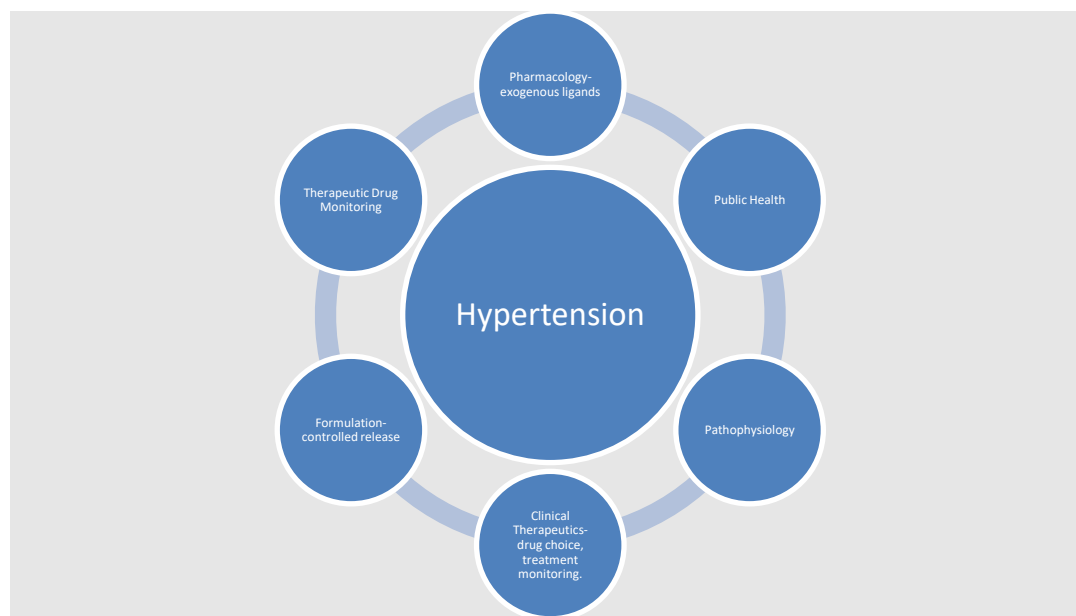 Pharmacology-
exogenous ligands
Therapeutic Drug
Monitoring
Public Health
Hypertension
Formulation-
controlled release
Pathophysiology
Clinical
Therapeutics-
drug choice,
treatment
monitoring.